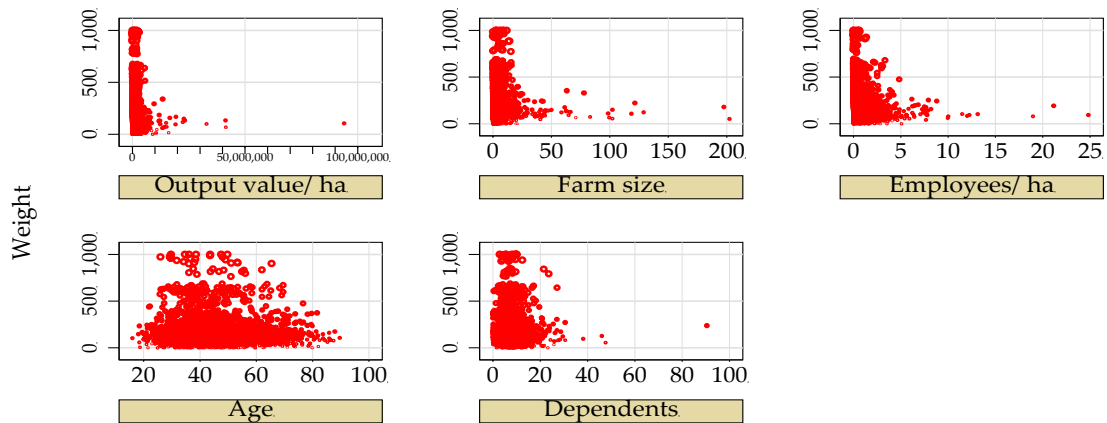 Weight
1,000.
500.
0.
0 50,000,000 100,000,000.
Output value/ ha.
1,000.
500.
0.
0 50 100 150 200.
Farm size.
1,000.
500.
0.
0 5 10 15 20 25.
Employees/ ha.
1,000.
500.
0.
20 40 60 80 100.
Age.
1,000.
500.
0.
0 20 40 60 80 100.
Dependents.